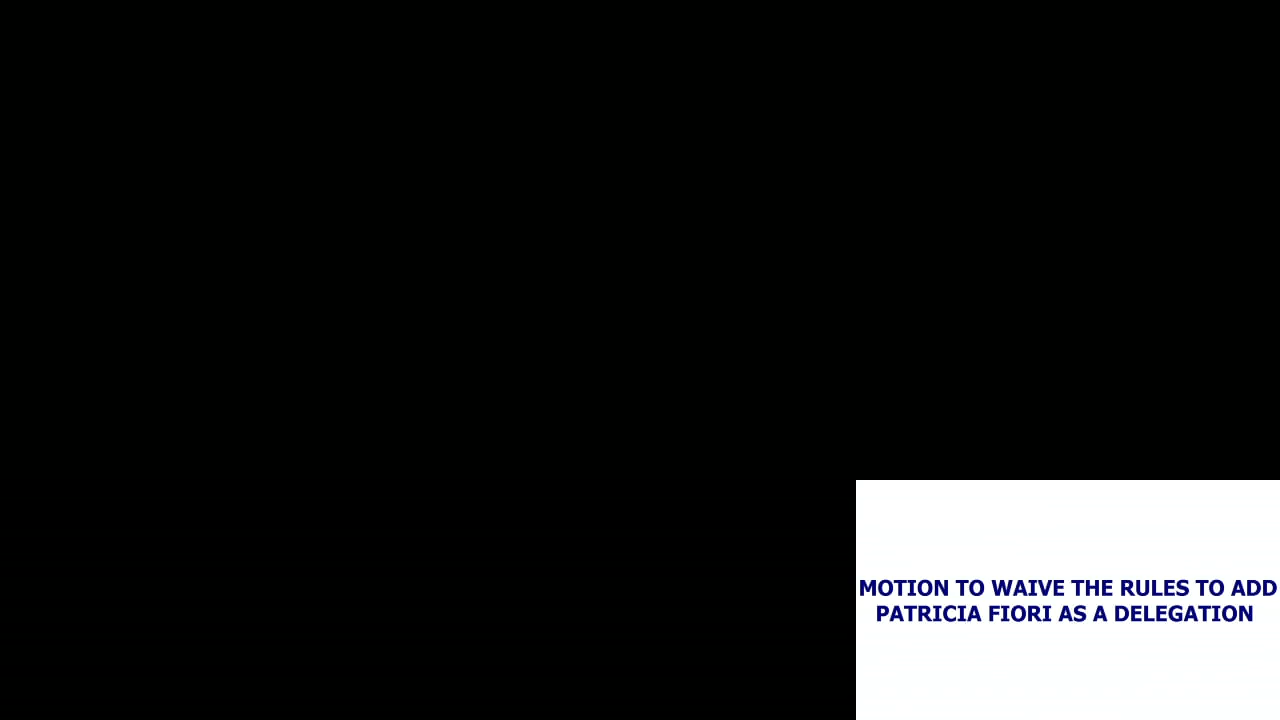 MOTION TO WAIVE THE RULES TO ADD
PATRICIA FIORI AS A DELEGATION